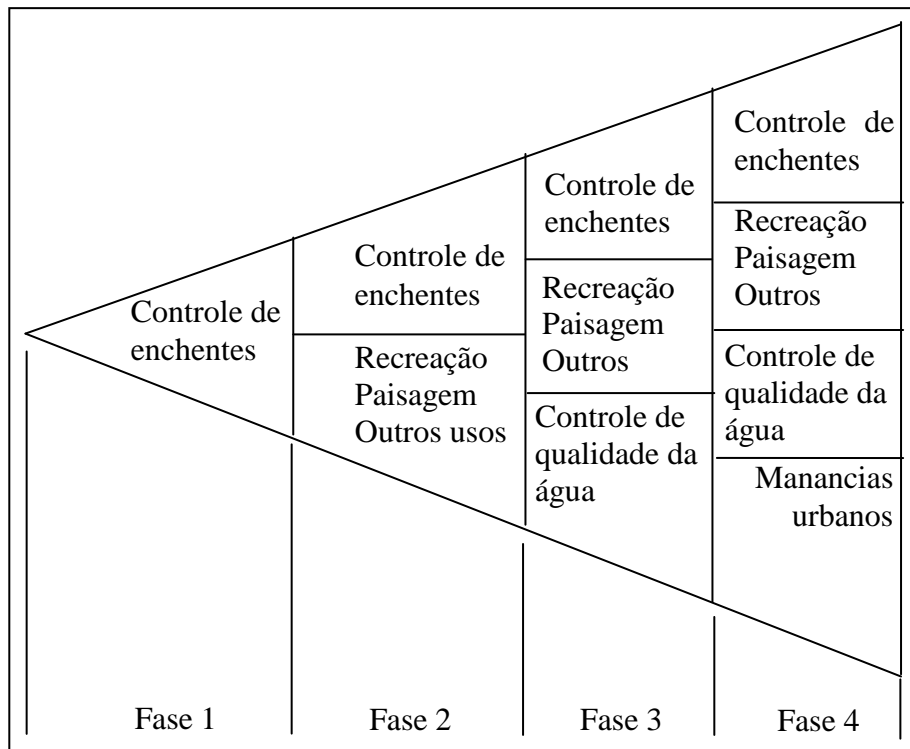 Controle de
enchentes
Controle de
enchentes
Recreação
Paisagem
Outros usos
Controle de
enchentes
Recreação
Paisagem
Outros
Controle de
qualidade da
água
Controle de
enchentes
Recreação
Paisagem
Outros
Controle de
qualidade da
água
Manancias
urbanos
Fase 1
Fase 2
Fase 3
Fase 4